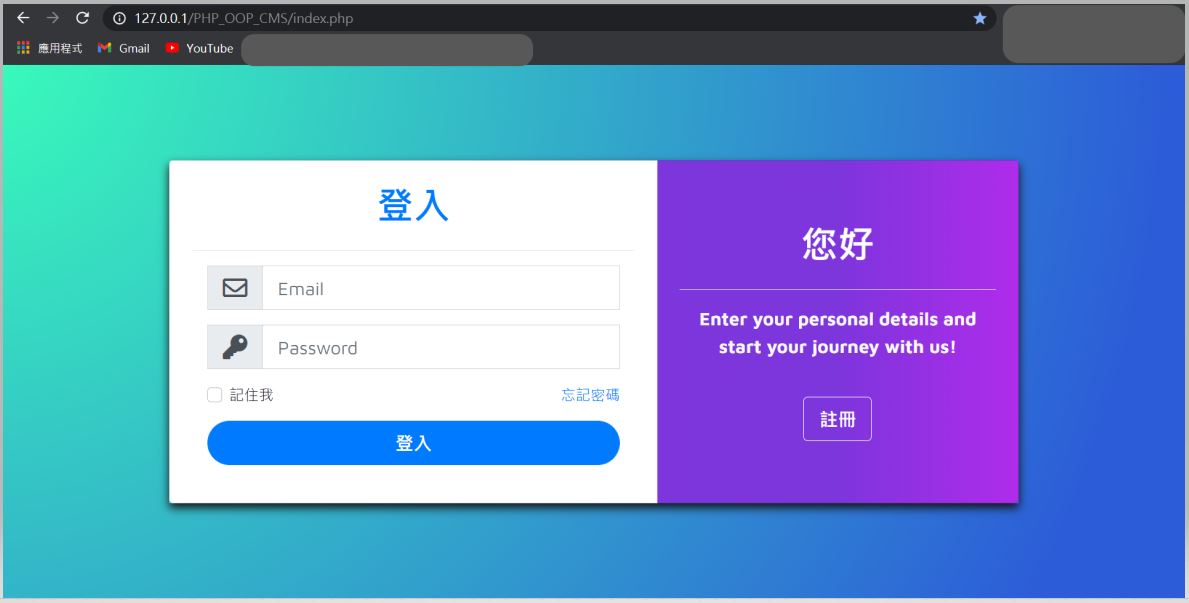 127.0.0.1/PHP_OOP_CMS/index.php
應用程式 Gmail YouTube
登入
Email
Password
記住我 忘記密碼
登入
您好
Enter your personal details and
start your journey with us!
註冊